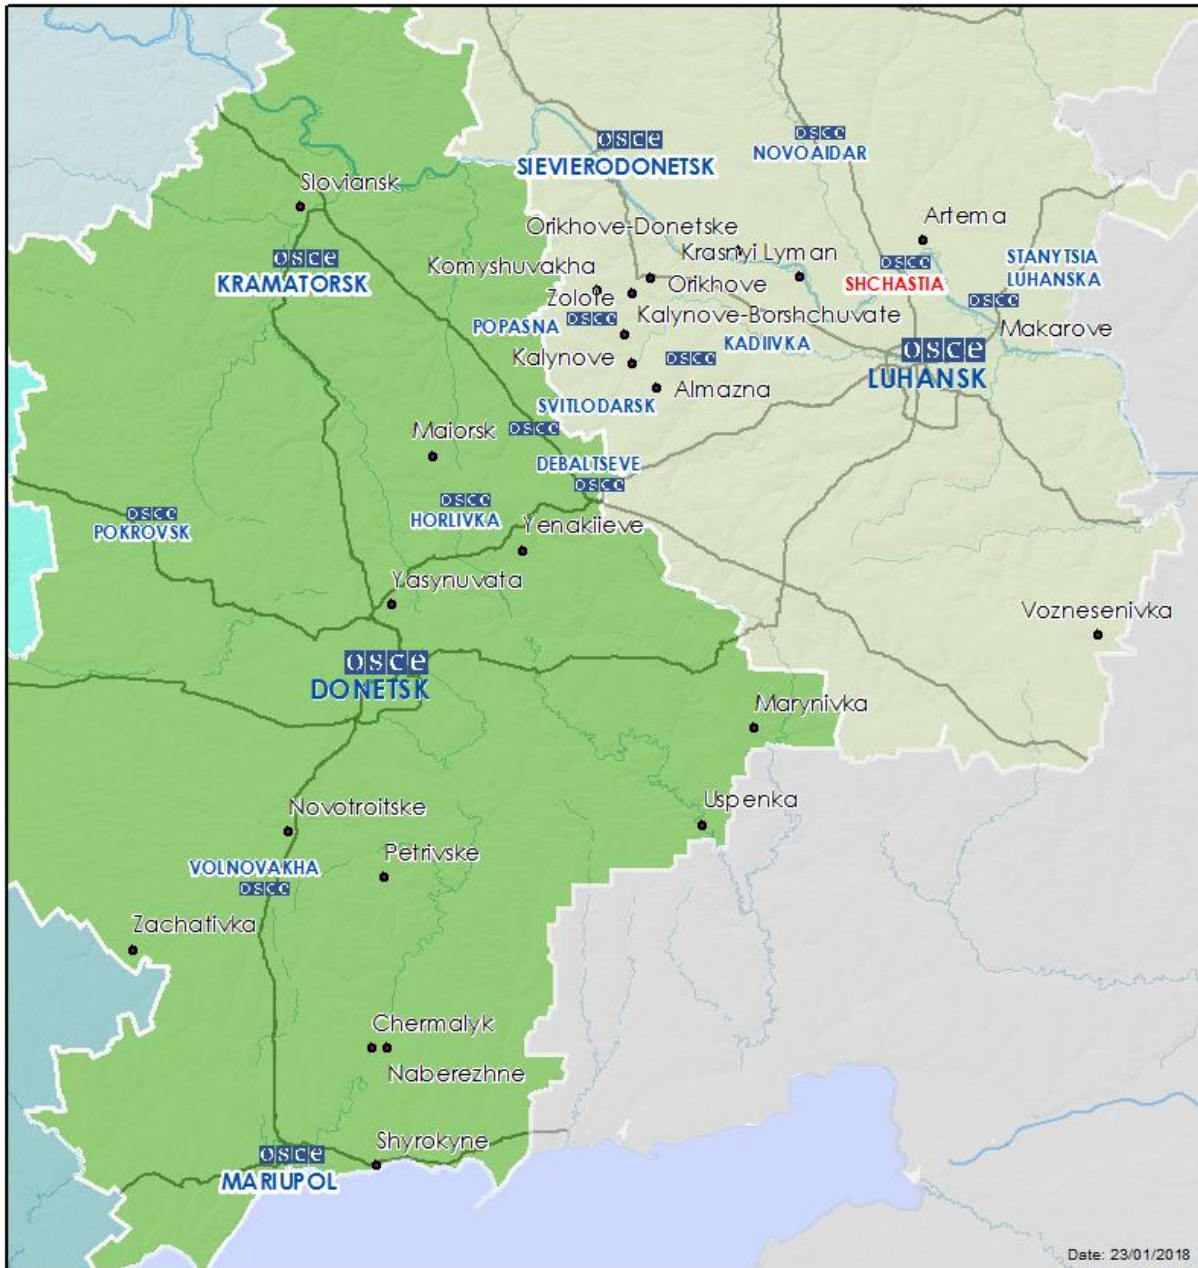 osce
SIEVIERODONETSK
osce
NOVOAIDAR
Sloviansk
Artema
Orikhove-Donetske
osce
KRAMATORSK
Krasnyi Lyman
osce
SHCHASTIA
STANYTSIA
LUHANSKA
osce
Komyshuvakha
Orikhove
Zolote
osce
POPASNA
Kalynove-Borshchuvate
Makarove
KADIIVKA
osce
osce
LUHANSK
Kalynove
Almazna
SVITLODARSK
osce
Maiorsk
DEBALTSEVE
osce
osce
HORLIVKA
osce
POKROVSK
Yenakiieve
Yasynuvata
Voznesenivka
osce
DONETSK
Marynivka
Uspenka
Novotroitske
Petrivske
VOLNOVAKHA
osce
Zachativka
Chermalyk
Naberezhne
Shyrokyne
osce
MARIUPOL
Date: 23/01/2018